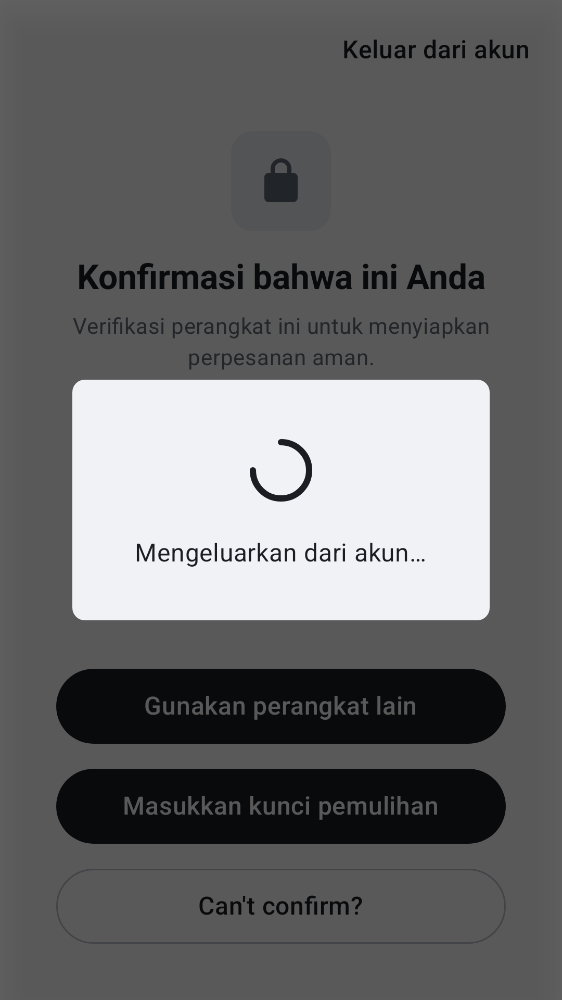 Keluar dari akun
Konfirmasi bahwa ini Anda
Verifikasi perangkat ini untuk menyiapkan
perpesanan aman.
Mengeluarkan dari akun...
Gunakan perangkat lain
Masukkan kunci pemulihan
Can't confirm?